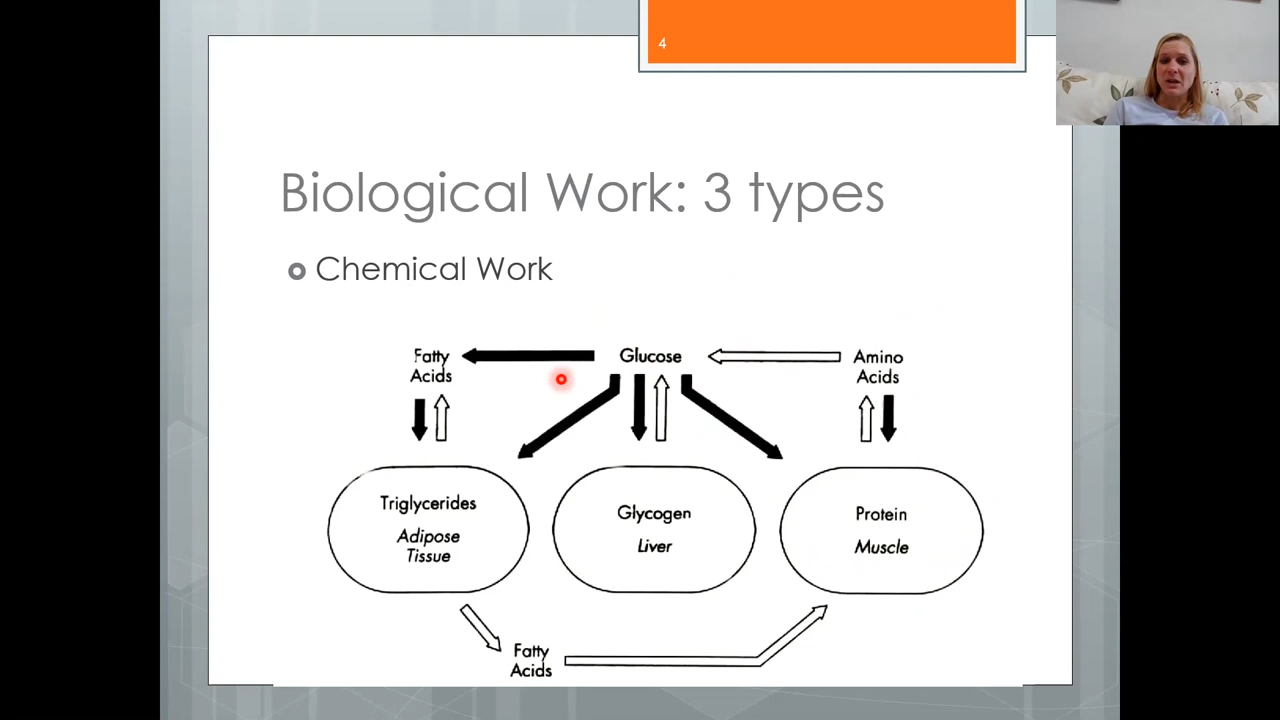 4
Biological Work: 3 types
Chemical Work
Fatty
Acids
Glucose
Amino
Acids
Triglycerides
Adipose
Tissue
Glycogen
Liver
Protein
Muscle
Fatty
Acids